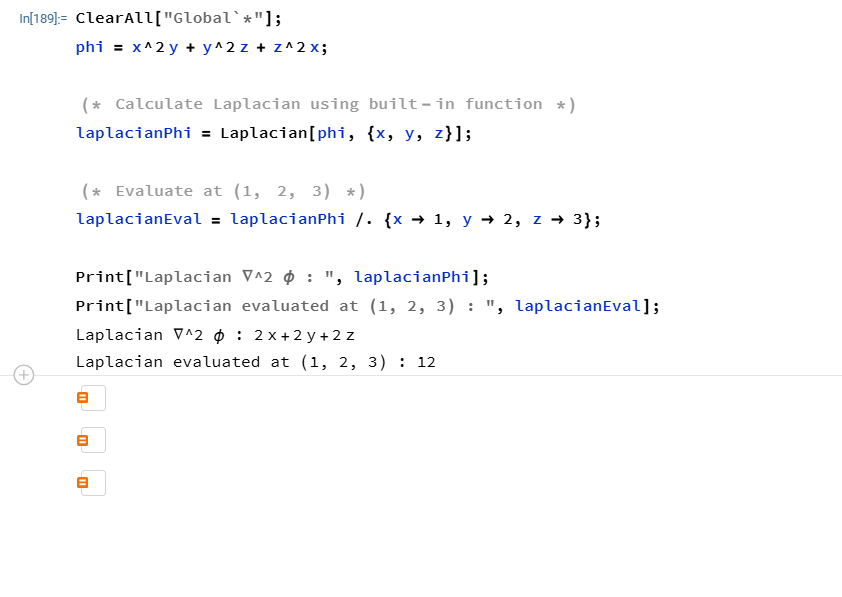 In[189]:= ClearAll["Global`*"];
phi = x^2 y + y^2 z + z^2 x;
(* Calculate Laplacian using built-in function *)
laplacianPhi = Laplacian[phi, {x, y, z}];
(* Evaluate at (1, 2, 3) *)
laplacianEval = laplacianPhi /. {x → 1, y → 2, z → 3};
Print["Laplacian ∇^2 ϕ : ", laplacianPhi];
Print["Laplacian evaluated at (1, 2, 3) : ", laplacianEval];
Laplacian ∇^2 ϕ : 2 x + 2 y + 2 z
Laplacian evaluated at (1, 2, 3) : 12